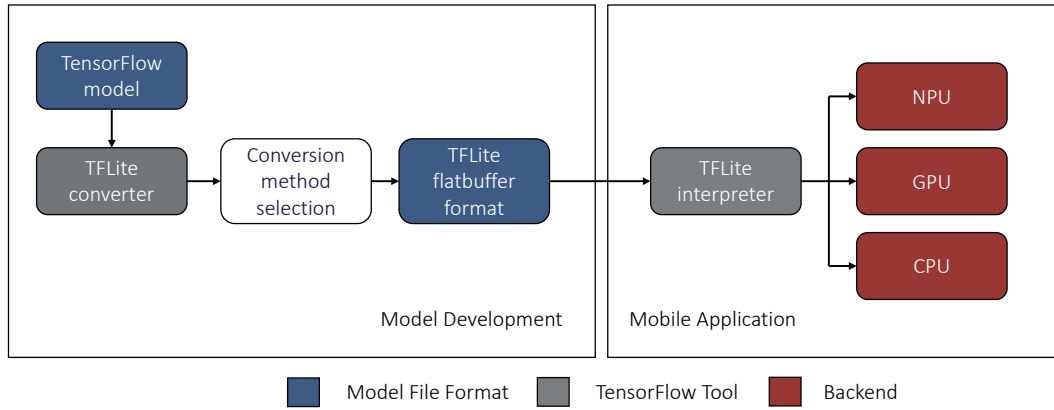 TensorFlow
model
TFLite
converter
Conversion
method
selection
TFLite
flatbuffer
format
Model Development
TFLite
interpreter
NPU
GPU
CPU
Mobile Application
Model File Format
TensorFlow Tool
Backend